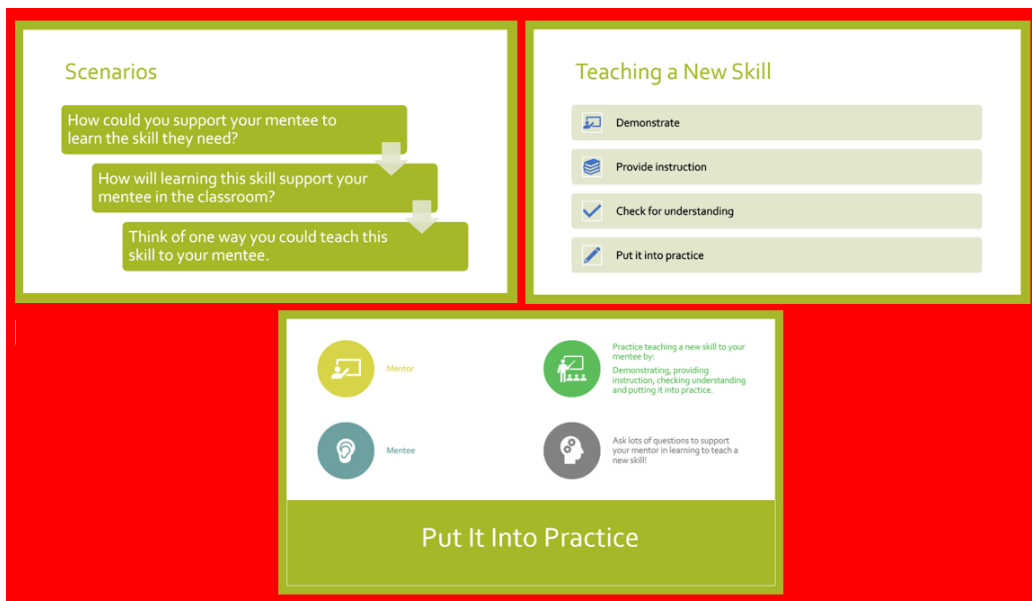 Scenarios
How could you support your mentee to
learn the skill they need?
How will learning this skill support your
mentee in the classroom?
Think of one way you could teach this
skill to your mentee.
Teaching a New Skill
Demonstrate
Provide instruction
Check for understanding
Put it into practice
Mentor
Practice teaching a new skill to your
mentee by:
Demonstrating, providing
instruction, checking understanding
and putting it into practice.
Mentee
Ask lots of questions to support
your mentor in learning to teach a
new skill!
Put It Into Practice